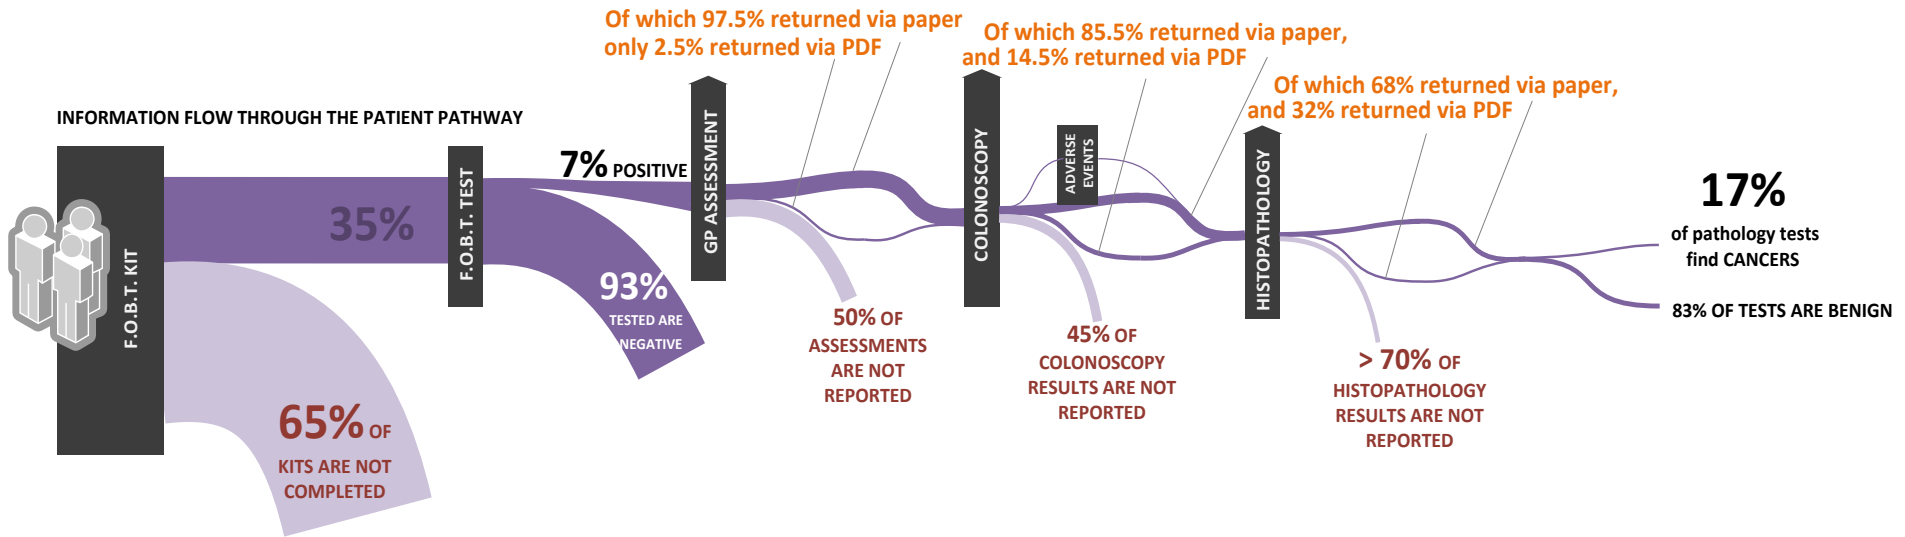 Of which 97.5% returned via paper
only 2.5% returned via PDF
Of which 85.5% returned via paper,
and 14.5% returned via PDF
Of which 68% returned via paper,
and 32% returned via PDF
INFORMATION FLOW THROUGH THE PATIENT PATHWAY
F.O.B.T. KIT
35%
65% OF
KITS ARE NOT
COMPLETED
F.O.B.T. TEST
7% POSITIVE
93%
TESTED ARE
NEGATIVE
GP ASSESSMENT
50% OF
ASSESSMENTS
ARE NOT
REPORTED
COLONOSCOPY
ADVERSE
EVENTS
45% OF
COLONOSCOPY
RESULTS ARE NOT
REPORTED
HISTOPATHOLOGY
> 70% OF
HISTOPATHOLOGY
RESULTS ARE NOT
REPORTED
17%
of pathology tests
find CANCERS
83% OF TESTS ARE BENIGN